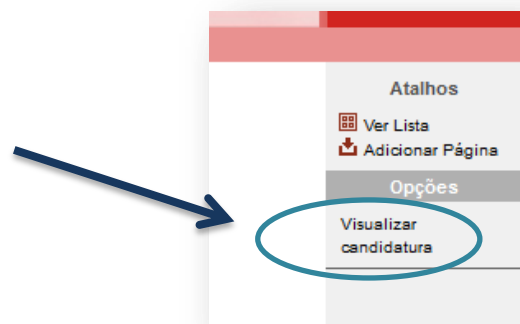 Atalhos
Ver Lista
Adicionar Página
Opções
Visualizar
candidatura